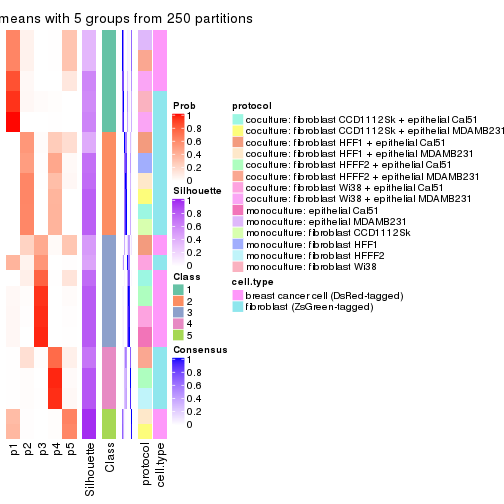 means with 5 groups from 250 partitions
Prob
1
0.8
0.6
0.4
0.2
0
Silhouette
1
0.8
0.6
0.4
0.2
0
Class
1
2
3
4
5
Consensus
1
0.8
0.6
0.4
0.2
0
protocol
coculture: fibroblast CCD1112Sk + epithelial Cal51
coculture: fibroblast CCD1112Sk + epithelial MDAMB231
coculture: fibroblast HFF1 + epithelial Cal51
coculture: fibroblast HFF1 + epithelial MDAMB231
coculture: fibroblast HFFF2 + epithelial Cal51
coculture: fibroblast HFFF2 + epithelial MDAMB231
coculture: fibroblast Wi38 + epithelial Cal51
coculture: fibroblast Wi38 + epithelial MDAMB231
monoculture: epithelial Cal51
monoculture: epithelial MDAMB231
monoculture: fibroblast CCD1112Sk
monoculture: fibroblast HFF1
monoculture: fibroblast HFFF2
monoculture: fibroblast Wi38
cell.type
breast cancer cell (DsRed-tagged)
fibroblast (ZsGreen-tagged)
p1
p2
p3
p4
p5
Silhouette
Class
protocol
cell.type